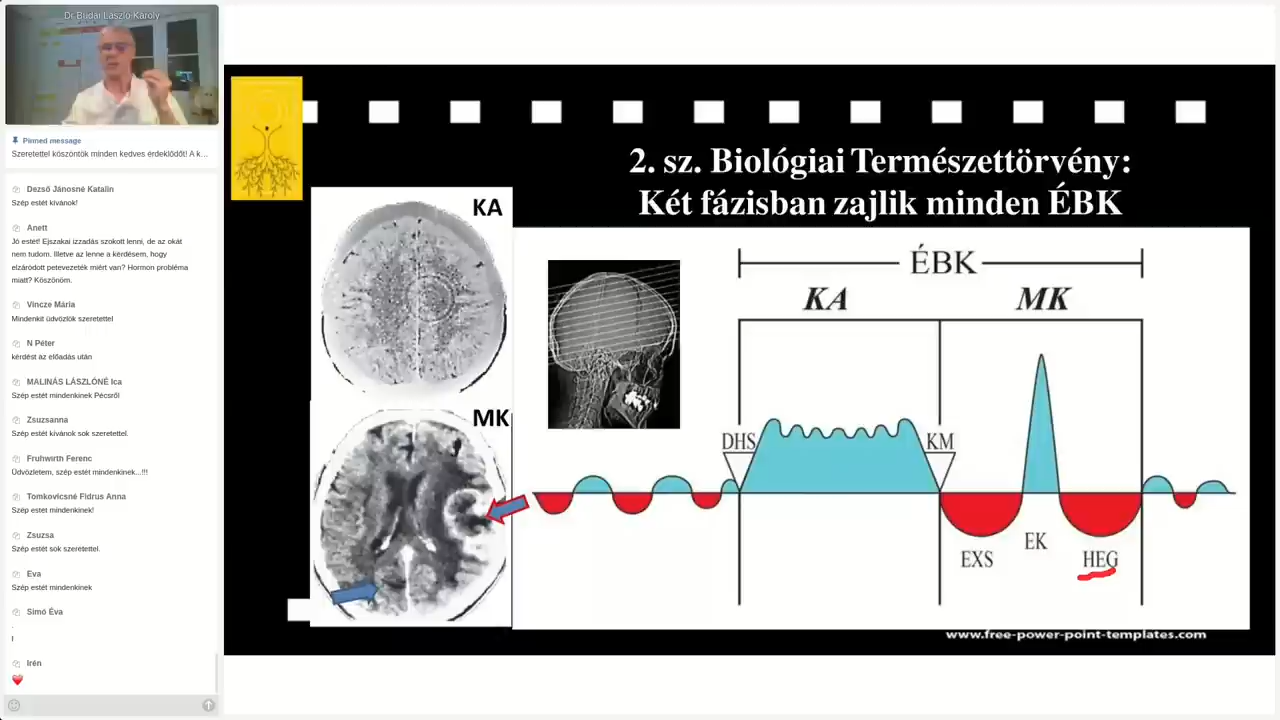 Dr Budai László Károly
Pinned message
Szeretettel köszöntök minden kedves érdeklődőt! A k...
Dezső Jánosné Katalin
Szép estét kívánok!
Anett
Jó estét! Ejszakai izzadás szokott lenni, de az okát
nem tudom. Illetve az lenne a kérdésem, hogy
elzáródott petevezeték miért van? Hormon probléma
miatt? Köszönöm.
Vincze Mária
Mindenkit üdvözlök szeretettel
N Péter
kérdést az előadás után
MALINÁS LÁSZLÓNÉ Ica
Szép estét mindenkinek Pécsről
Zsuzsanna
Szép estét kívánok sok szeretettel.
Fruhwirth Ferenc
Üdvözletem, szép estét mindenkinek...!!!
Tomkovicsné Fidrus Anna
Szép estét mindenkinek!
Zsuzsa
Szép estét sok szeretettel.
Eva
Szép estét mindenkinek
Simó Éva
.
I
Irén
2. sz. Biológiai Természettörvény:
Két fázisban zajlik minden ÉBK
KA
MK
ÉBK
KA MK
DHS KM
EXS EK HEG
www.free-power-point-templates.com